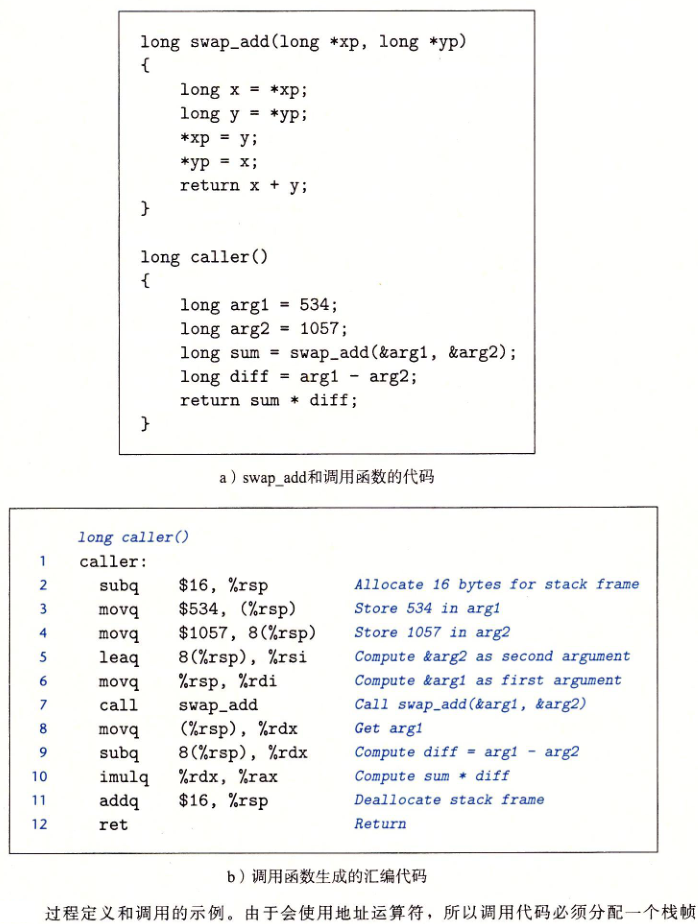 long swap_add(long *xp, long *yp)
{
long x = *xp;
long y = *yp;
*xp = y;
*yp = x;
return x + y;
}
long caller()
{
long arg1 = 534;
long arg2 = 1057;
long sum = swap_add(&arg1, &arg2);
long diff = arg1 - arg2;
return sum * diff;
}
a）swap_add和调用函数的代码
long caller()
1 caller:
2 subq $16, %rsp Allocate 16 bytes for stack frame
3 movq $534, (%rsp) Store 534 in arg1
4 movq $1057, 8(%rsp) Store 1057 in arg2
5 leaq 8(%rsp), %rsi Compute &arg2 as second argument
6 movq %rsp, %rdi Compute &arg1 as first argument
7 call swap_add Call swap_add(&arg1, &arg2)
8 movq (%rsp), %rdx Get arg1
9 subq 8(%rsp), %rdx Compute diff = arg1 - arg2
10 imulq %rdx, %rax Compute sum * diff
11 addq $16, %rsp Deallocate stack frame
12 ret Return
b）调用函数生成的汇编代码
过程定义和调用的示例。由于会使用地址运算符，所以调用代码必须分配一个栈帧